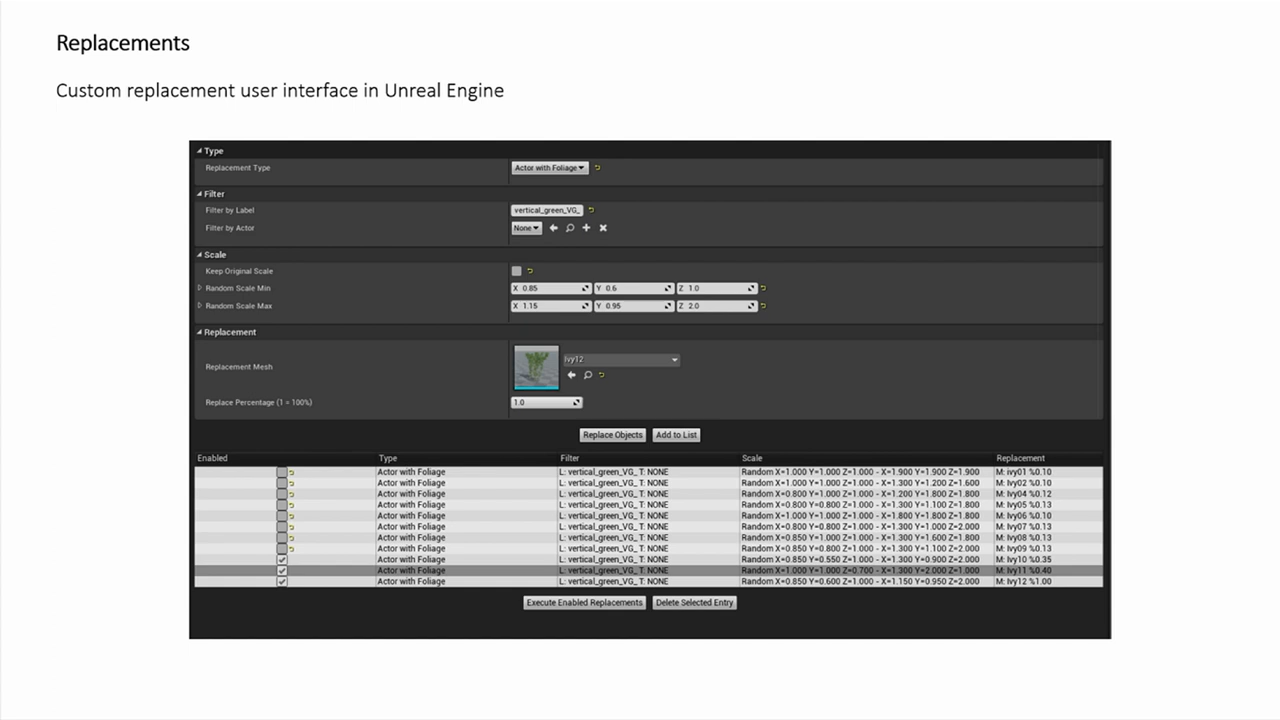 Replacements
Custom replacement user interface in Unreal Engine
Type
Replacement Type Actor with Foliage
Filter
Filter by Label vertical_green_VG_
Filter by Actor None
Scale
Keep Original Scale
Random Scale Min X 0.85 Y 0.6 Z 1.0
Random Scale Max X 1.15 Y 0.95 Z 2.0
Replacement
Replacement Mesh Ivy12
Replace Percentage (1 = 100%) 1.0
Replace Objects Add to List
Enabled Type Filter Scale Replacement
Actor with Foliage L: vertical_green_VG_ T: NONE Random X=1.000 Y=1.000 Z=1.000 - X=1.900 Y=1.900 Z=1.900 M: Ivy01 %0.10
Actor with Foliage L: vertical_green_VG_ T: NONE Random X=1.000 Y=1.000 Z=1.000 - X=1.300 Y=1.200 Z=1.600 M: Ivy02 %0.10
Actor with Foliage L: vertical_green_VG_ T: NONE Random X=0.800 Y=1.000 Z=1.000 - X=1.200 Y=1.800 Z=1.800 M: Ivy04 %0.12
Actor with Foliage L: vertical_green_VG_ T: NONE Random X=0.800 Y=0.800 Z=1.000 - X=1.300 Y=1.100 Z=1.800 M: Ivy05 %0.13
Actor with Foliage L: vertical_green_VG_ T: NONE Random X=1.000 Y=1.000 Z=1.000 - X=1.800 Y=1.800 Z=1.800 M: Ivy06 %0.10
Actor with Foliage L: vertical_green_VG_ T: NONE Random X=0.800 Y=0.800 Z=1.000 - X=1.300 Y=1.000 Z=2.000 M: Ivy07 %0.13
Actor with Foliage L: vertical_green_VG_ T: NONE Random X=0.850 Y=1.000 Z=1.000 - X=1.300 Y=1.600 Z=1.800 M: Ivy08 %0.13
Actor with Foliage L: vertical_green_VG_ T: NONE Random X=0.850 Y=0.800 Z=1.000 - X=1.300 Y=1.100 Z=2.000 M: Ivy09 %0.13
Actor with Foliage L: vertical_green_VG_ T: NONE Random X=0.850 Y=0.550 Z=1.000 - X=1.300 Y=0.900 Z=2.000 M: Ivy10 %0.35
Actor with Foliage L: vertical_green_VG_ T: NONE Random X=1.000 Y=1.000 Z=0.700 - X=1.300 Y=2.000 Z=1.000 M: Ivy11 %0.40
Actor with Foliage L: vertical_green_VG_ T: NONE Random X=0.850 Y=0.600 Z=1.000 - X=1.150 Y=0.950 Z=2.000 M: Ivy12 %1.00
Execute Enabled Replacements Delete Selected Entry